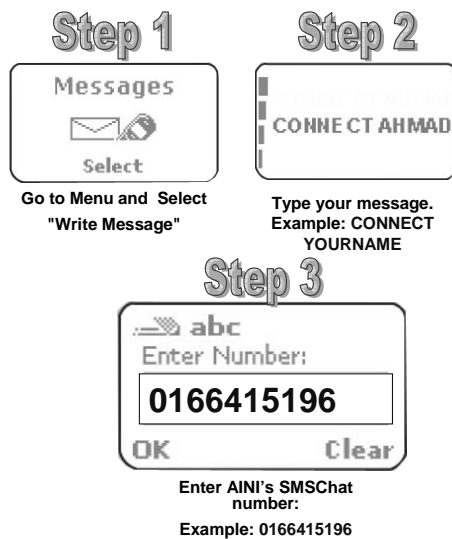 Step 1
Messages
Select
Go to Menu and Select
"Write Message"
Step 2
CONNECT AHMAD
Type your message.
Example: CONNECT
YOURNAME
Step 3
abc
Enter Number:
0166415196
OK Clear
Enter AINI's SMSChat
number:
Example: 0166415196